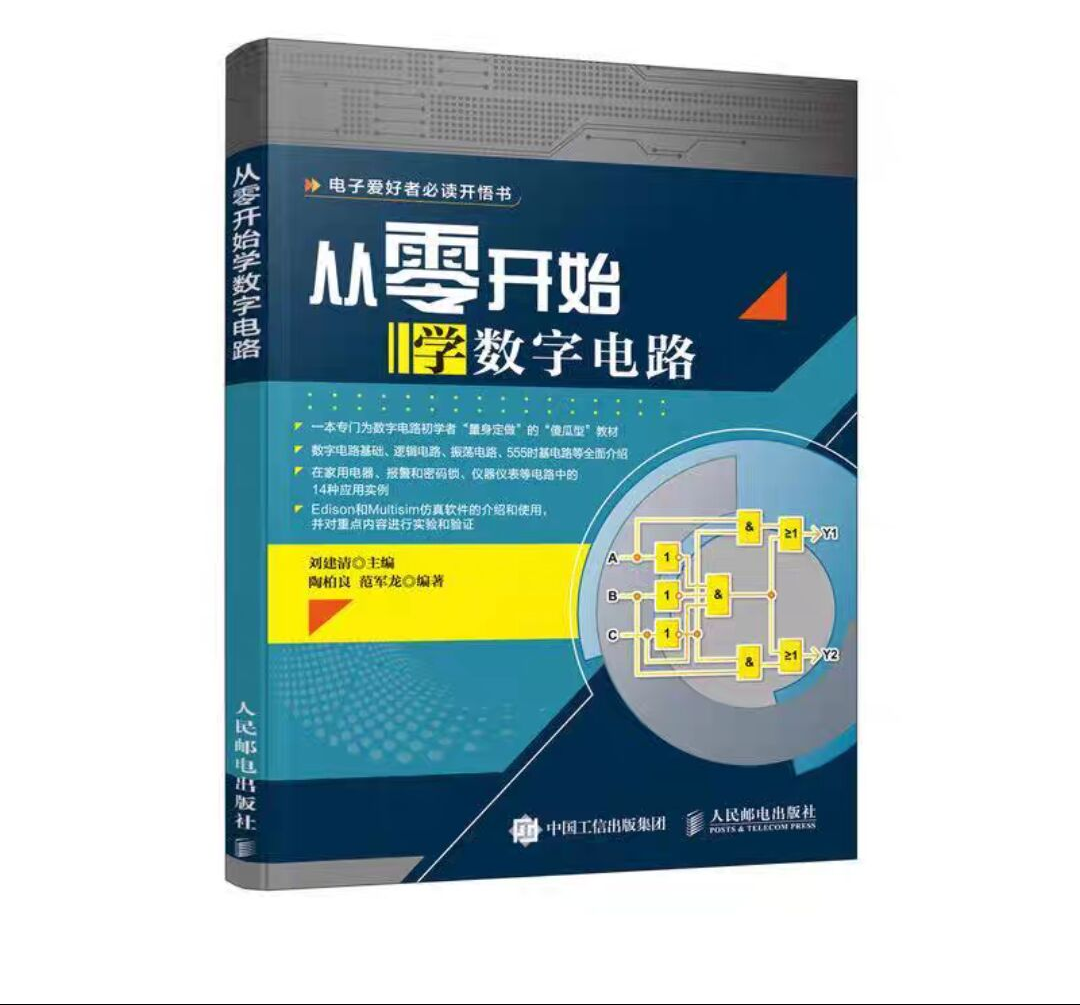 电子爱好者必读开悟书
从零开始
学数字电路
一本专门为数字电路初学者“量身定做”的“傻瓜型”教材
数字电路基础、逻辑电路、振荡电路、555时基电路等全面介绍
在家用电器、报警和密码锁、仪器仪表等电路中的
14种应用实例
Edison和Multisim仿真软件的介绍和使用，
并对重点内容进行实验和验证
刘建清◎主编
陶柏良 范军龙◎编著
& ≥1 Y1
A 1
B 1 &
C 1
& ≥1 Y2
中国工信出版集团
人民邮电出版社
POSTS & TELECOM PRESS
从零开始学数字电路
人民邮电出版社